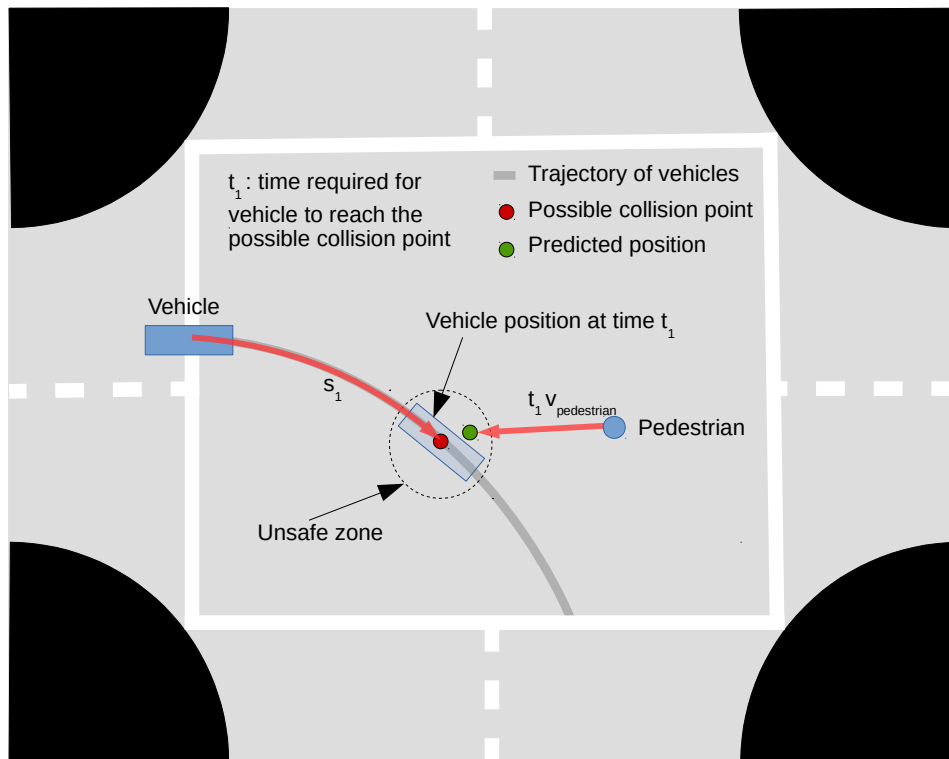 t₁ : time required for
vehicle to reach the
possible collision point
Trajectory of vehicles
Possible collision point
Predicted position
Vehicle
Vehicle position at time t₁
s₁
t₁ v pedestrian
Pedestrian
Unsafe zone